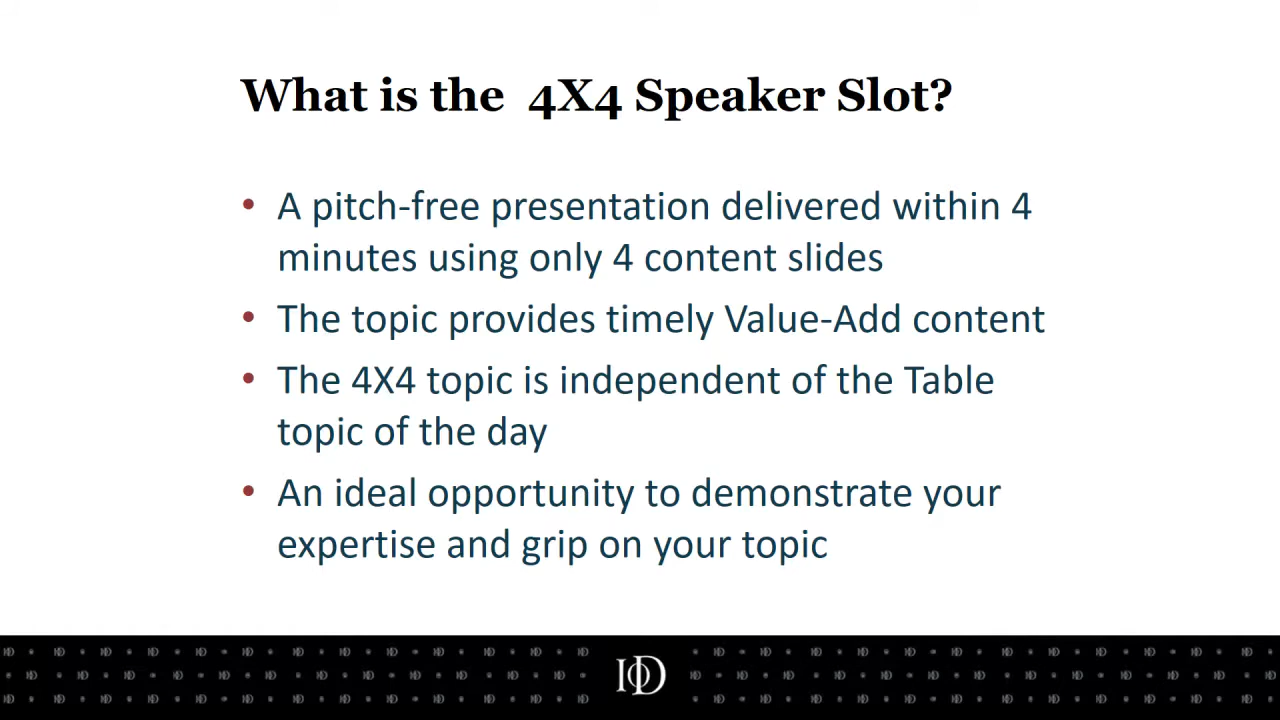 What is the 4X4 Speaker Slot?
• A pitch-free presentation delivered within 4
minutes using only 4 content slides
• The topic provides timely Value-Add content
• The 4X4 topic is independent of the Table
topic of the day
• An ideal opportunity to demonstrate your
expertise and grip on your topic
IOD